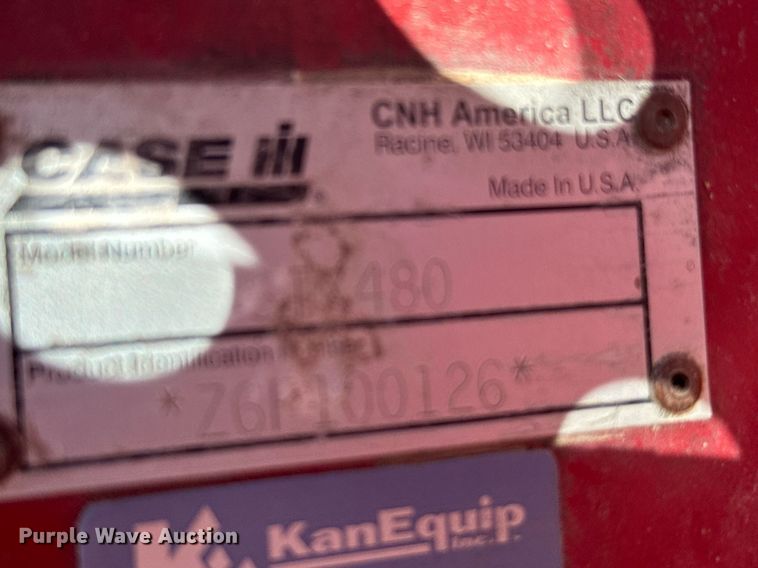 CASE IH
CNH America LLC
Racine, WI 53404 U.S.A.
Made In U.S.A.
Model Number
480
Product Identification Number
KanEquip
Inc.
Purple Wave Auction